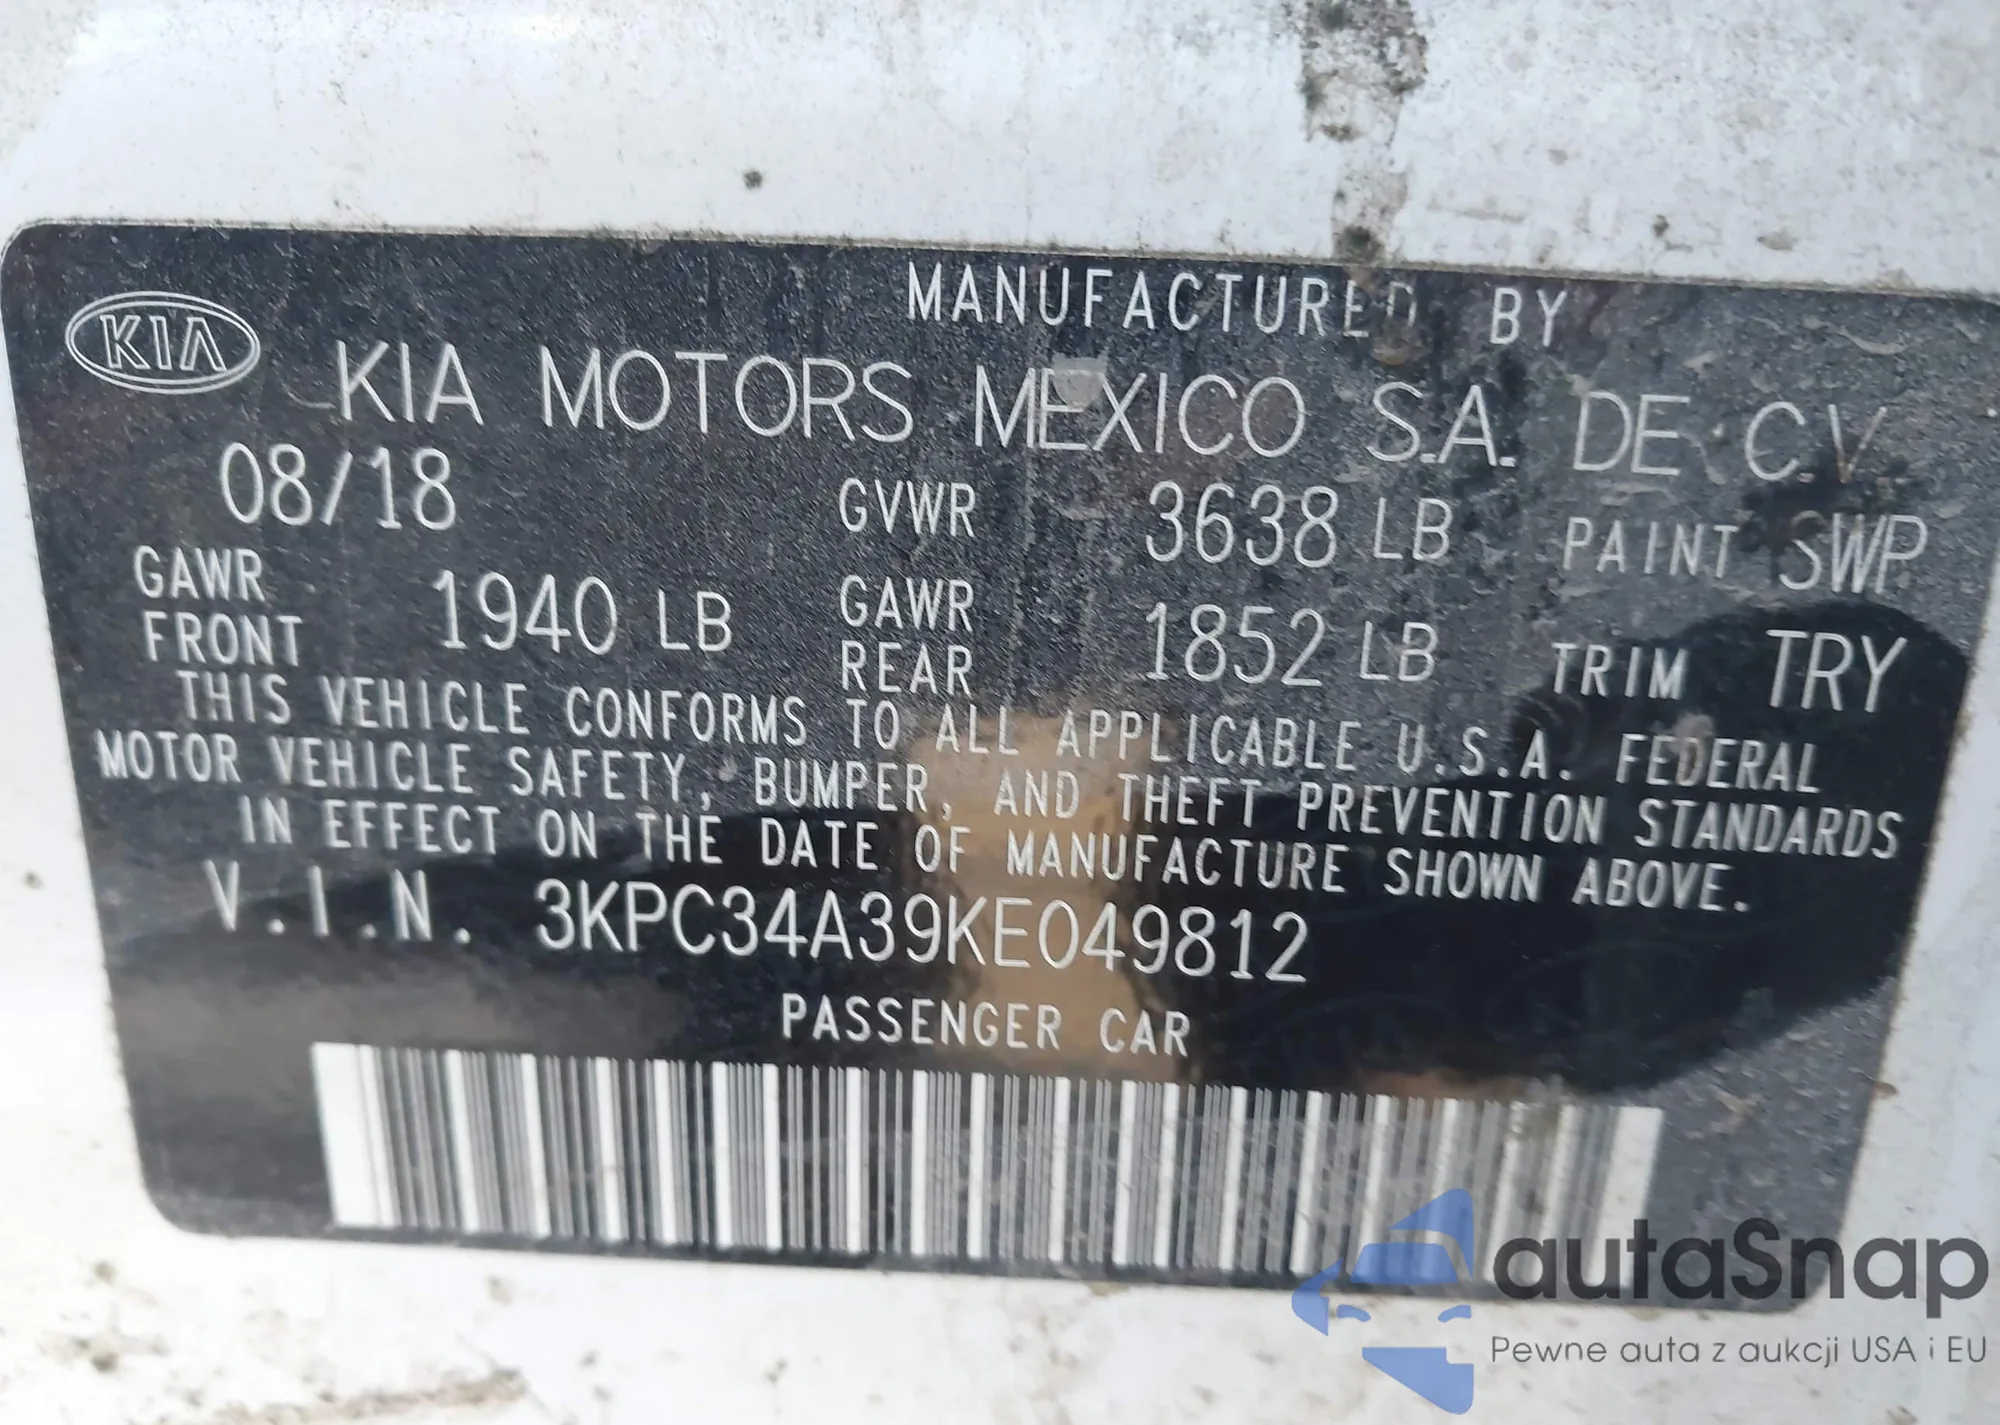 MANUFACTURED BY
KIA KIA MOTORS MEXICO S.A. DE C.V.
08/18 GVWR 3638 LB PAINT SWP
GAWR FRONT 1940 LB GAWR REAR 1852 LB TRIM TRY
THIS VEHICLE CONFORMS TO ALL APPLICABLE U.S.A. FEDERAL
MOTOR VEHICLE SAFETY, BUMPER, AND THEFT PREVENTION STANDARDS
IN EFFECT ON THE DATE OF MANUFACTURE SHOWN ABOVE.
V.I.N. 3KPC34A39KE049812
PASSENGER CAR
autaSnap
Pewne auta z aukcji USA i EU